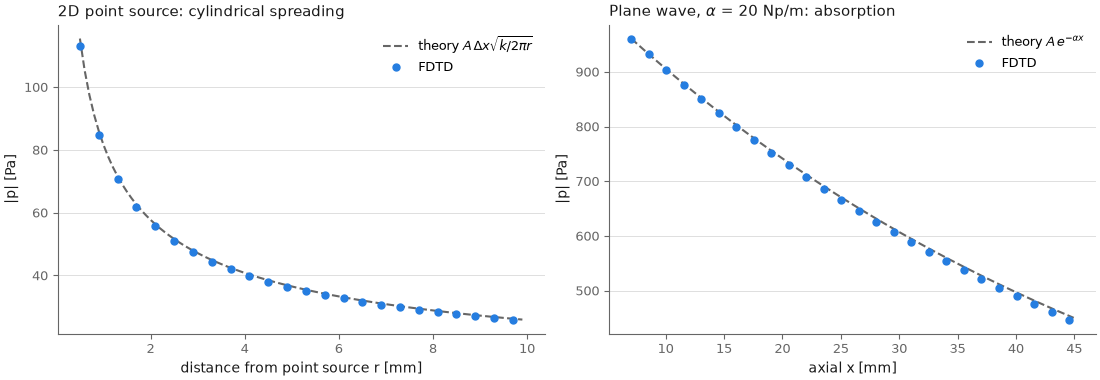 2D point source: cylindrical spreading
theory A Δx√k/2πr
FDTD
100
80
60
40
|p| [Pa]
2
4
6
8
10
distance from point source r [mm]
Plane wave, α = 20 Np/m: absorption
theory A e^{-αx}
FDTD
900
800
700
600
500
|p| [Pa]
10
15
20
25
30
35
40
45
axial x [mm]